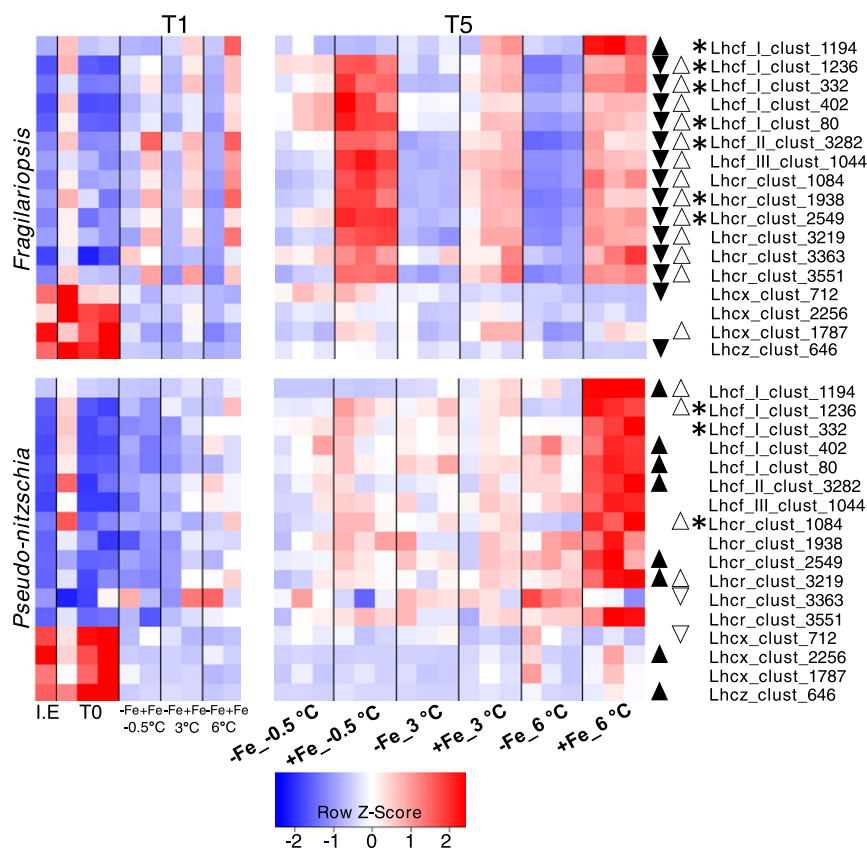 T1
T5
Fragilariopsis
*Lhcf_I_clust_1194
*Lhcf_I_clust_1236
*Lhcf_I_clust_332
Lhcf_I_clust_402
*Lhcf_I_clust_80
*Lhcf_II_clust_3282
Lhcf_III_clust_1044
Lhcr_clust_1084
*Lhcr_clust_1938
*Lhcr_clust_2549
Lhcr_clust_3219
Lhcr_clust_3363
Lhcr_clust_3551
Lhcx_clust_712
Lhcx_clust_2256
Lhcx_clust_1787
Lhcz_clust_646
Pseudo-nitzschia
Lhcf_I_clust_1194
*Lhcf_I_clust_1236
*Lhcf_I_clust_332
Lhcf_I_clust_402
Lhcf_I_clust_80
Lhcf_II_clust_3282
Lhcf_III_clust_1044
*Lhcr_clust_1084
Lhcr_clust_1938
Lhcr_clust_2549
Lhcr_clust_3219
Lhcr_clust_3363
Lhcr_clust_3551
Lhcx_clust_712
Lhcx_clust_2256
Lhcx_clust_1787
Lhcz_clust_646
I.E T0 -Fe+Fe -Fe+Fe -Fe+Fe
-0.5°C 3°C 6°C
-Fe_-0.5 °C +Fe_-0.5 °C -Fe_3 °C +Fe_3 °C -Fe_6 °C +Fe_6 °C
Row Z-Score
-2 -1 0 1 2